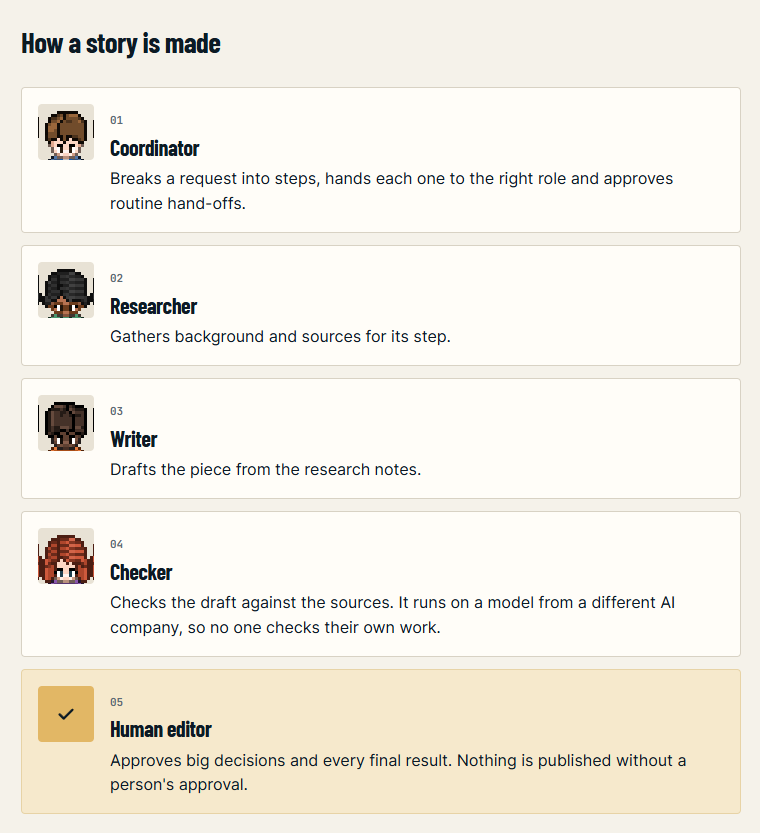 How a story is made
01
Coordinator
Breaks a request into steps, hands each one to the right role and approves
routine hand-offs.
02
Researcher
Gathers background and sources for its step.
03
Writer
Drafts the piece from the research notes.
04
Checker
Checks the draft against the sources. It runs on a model from a different AI
company, so no one checks their own work.
05
Human editor
Approves big decisions and every final result. Nothing is published without a
person's approval.